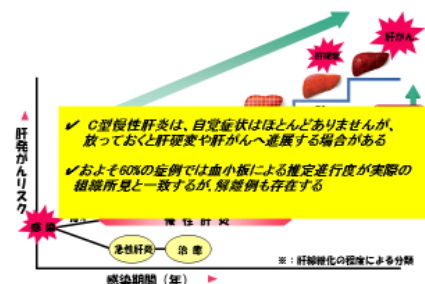 肝がん
肝硬変
肝発がんリスク
✔ C型慢性肝炎は、自覚症状はほとんどありませんが、
放っておくと肝硬変や肝がんへ進展する場合がある
✔およそ60%の症例では血小板による推定進行度が実際の
組織所見と一致するが、解離例も存在する
慢性肝炎
感染
急性肝炎
治癒
※：肝線維化の程度による分類
感染期間（年）